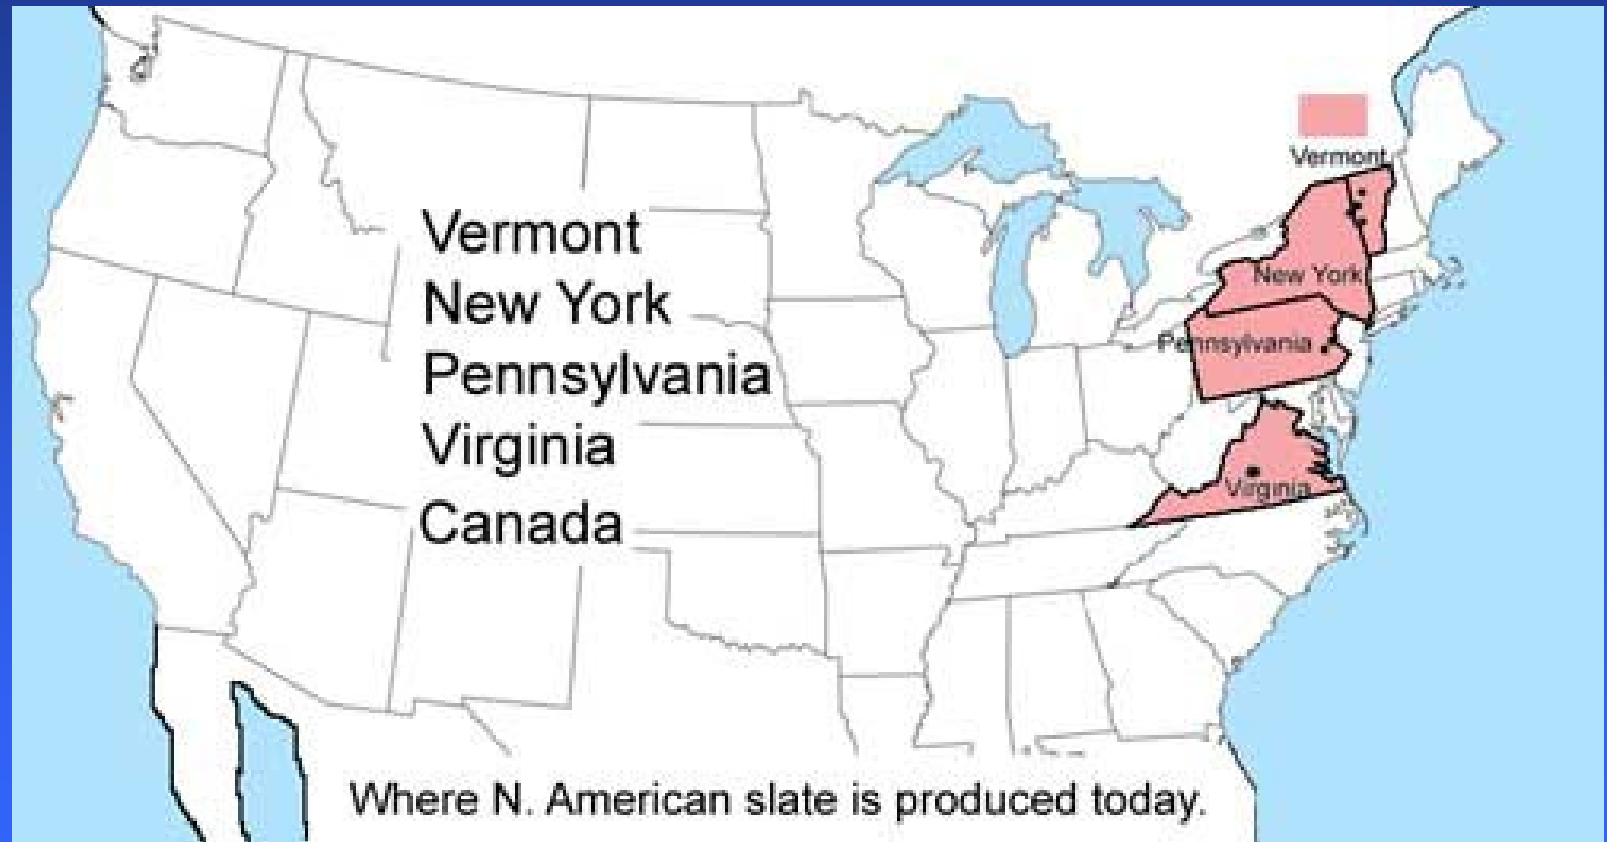 Vermont
New York
Pennsylvania
Virginia
Canada
Vermont
New York
Pennsylvania
Virginia
Where N. American slate is produced today.